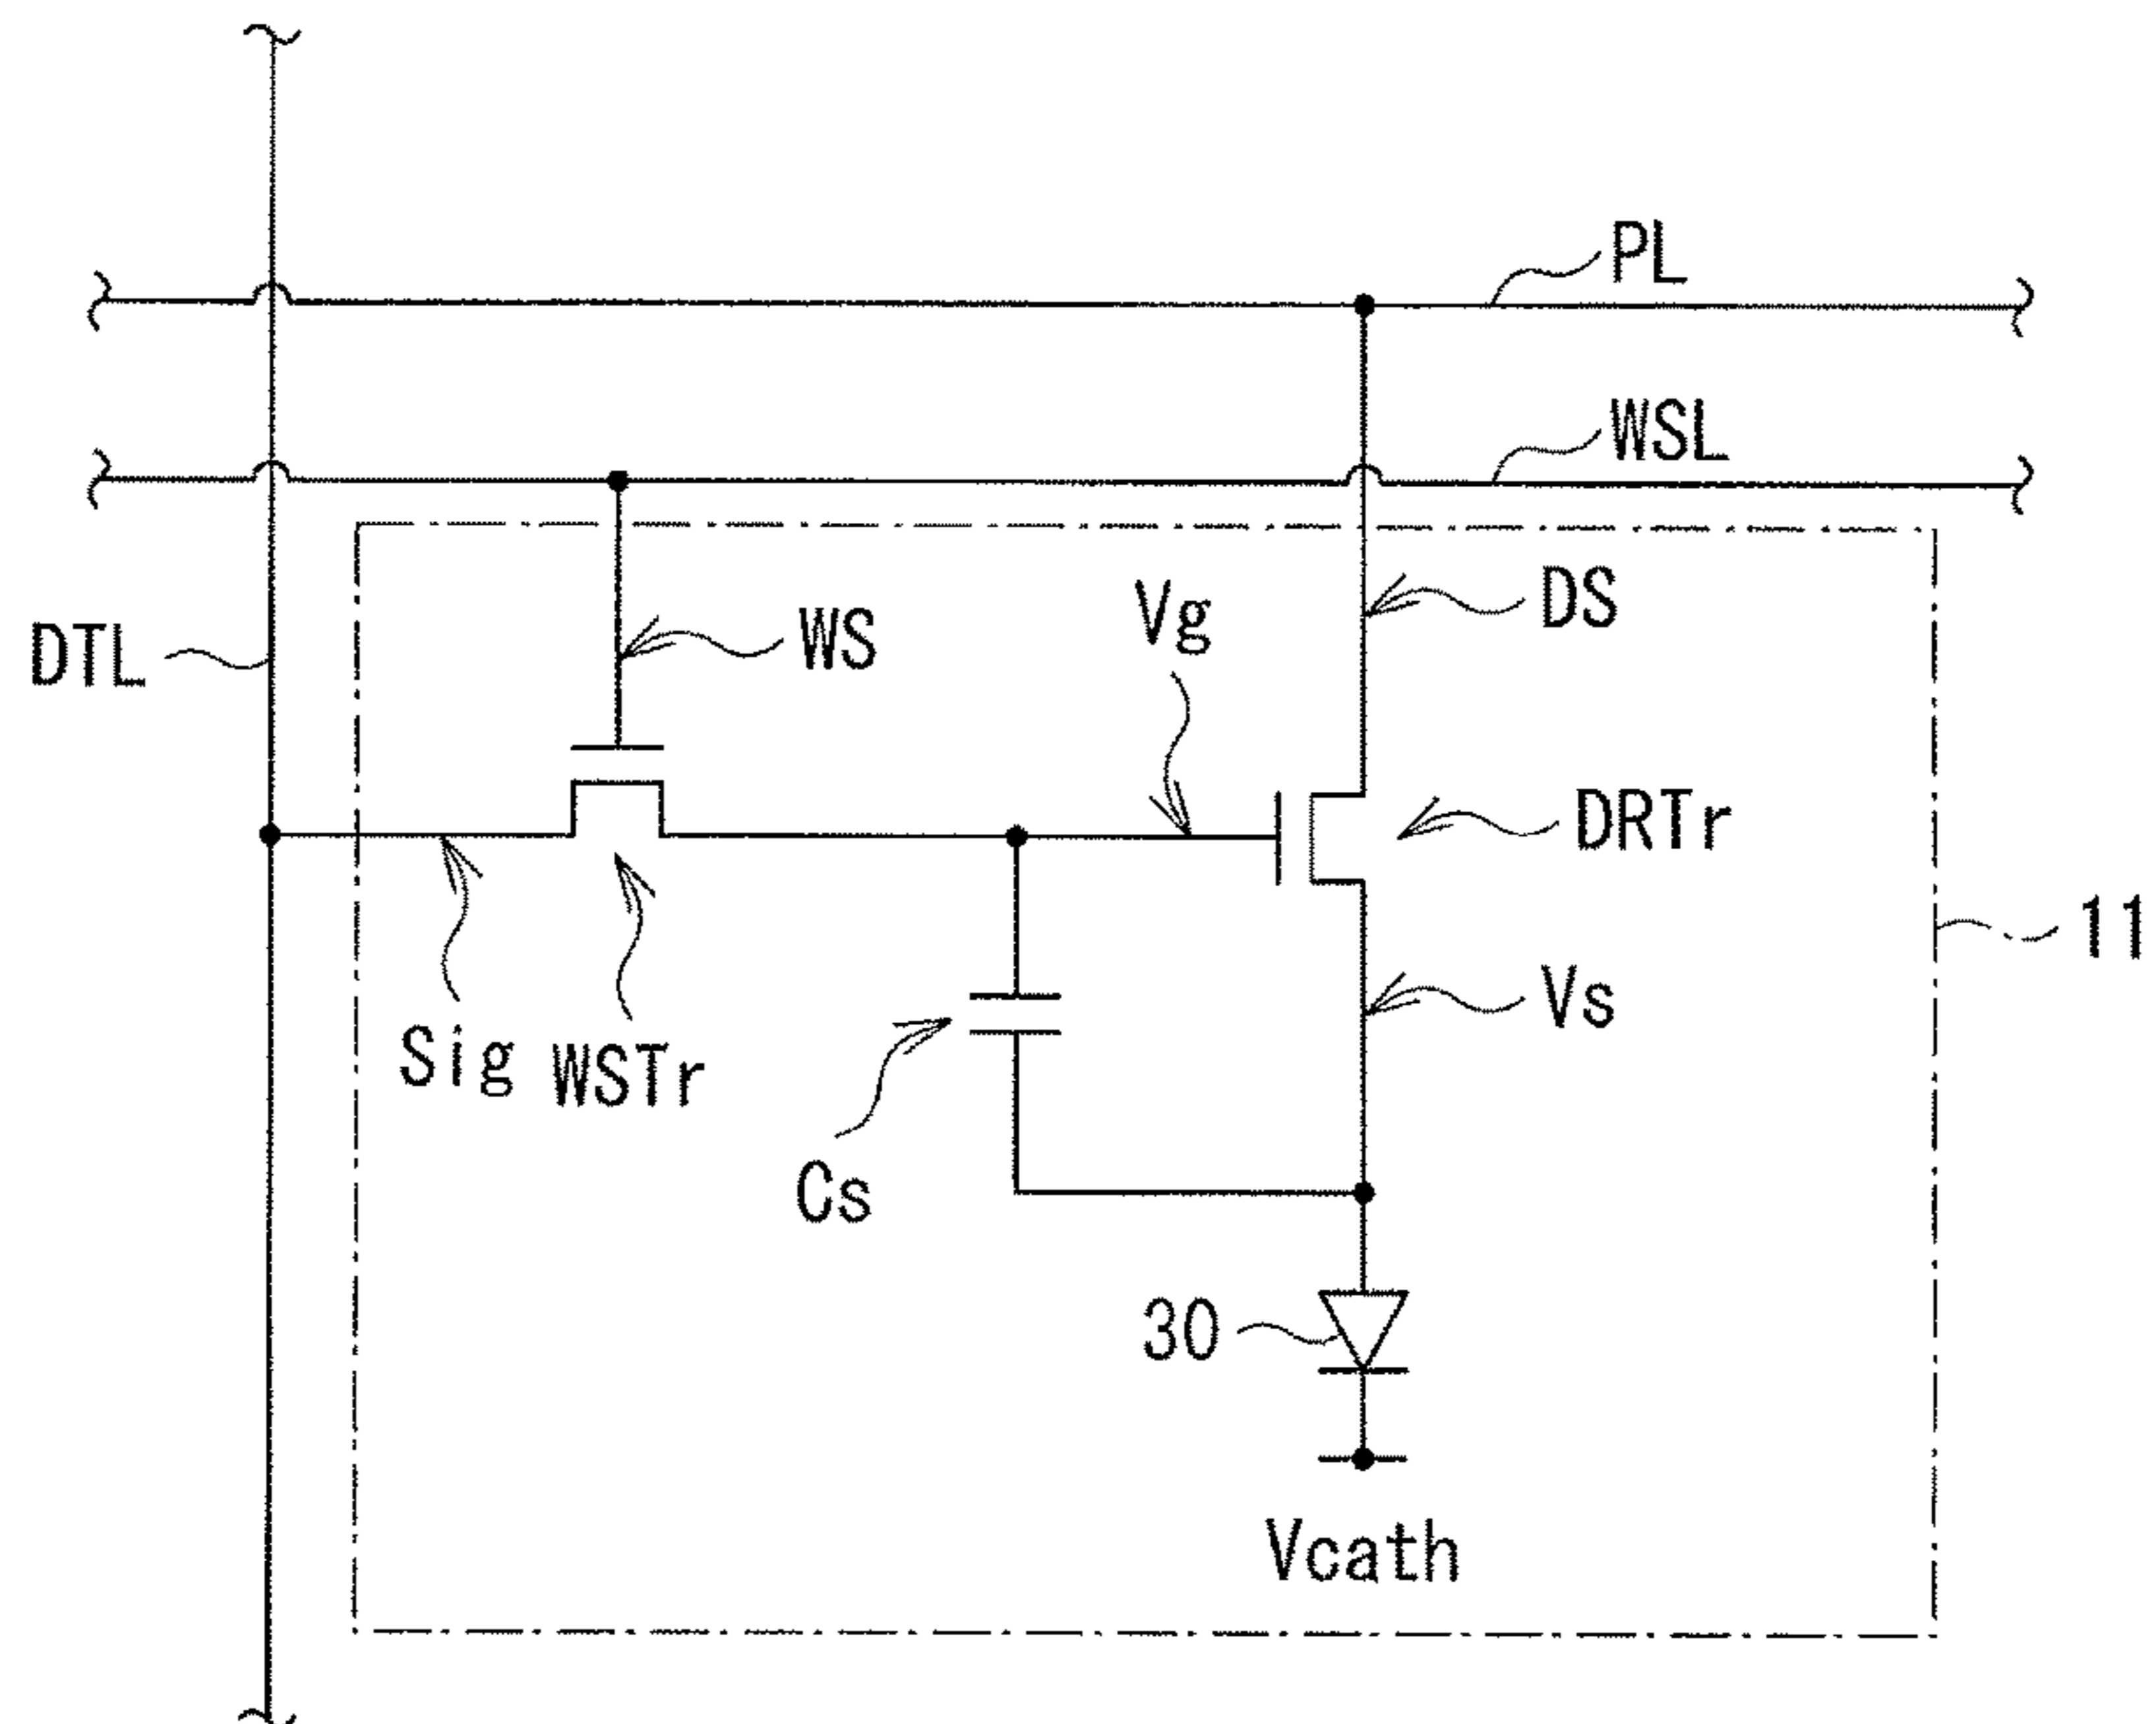 PL
WSL
DS
Vg
WS
DTL
DRTr
11
Vs
Sig
WSTr
Cs
30
Vcath